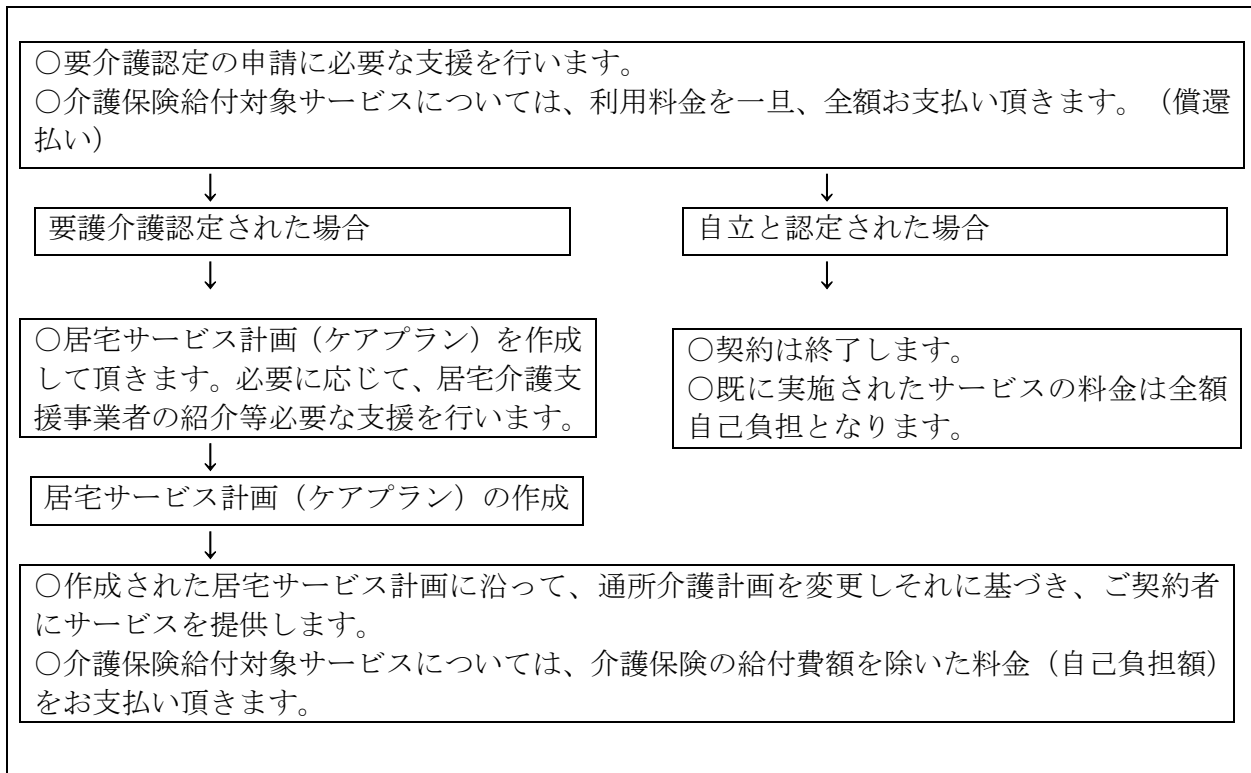 ○要介護認定の申請に必要な支援を行います。
○介護保険給付対象サービスについては、利用料金を一旦、全額お支払い頂きます。（償還
払い）
↓ ↓
要護介護認定された場合
自立と認定された場合
↓ ↓
○居宅サービス計画（ケアプラン）を作成
して頂きます。必要に応じて、居宅介護支
援事業者の紹介等必要な支援を行います。
○契約は終了します。
○既に実施されたサービスの料金は全額
自己負担となります。
↓
居宅サービス計画（ケアプラン）の作成
↓
○作成された居宅サービス計画に沿って、通所介護計画を変更しそれに基づき、ご契約者
にサービスを提供します。
○介護保険給付対象サービスについては、介護保険の給付費額を除いた料金（自己負担額）
をお支払い頂きます。